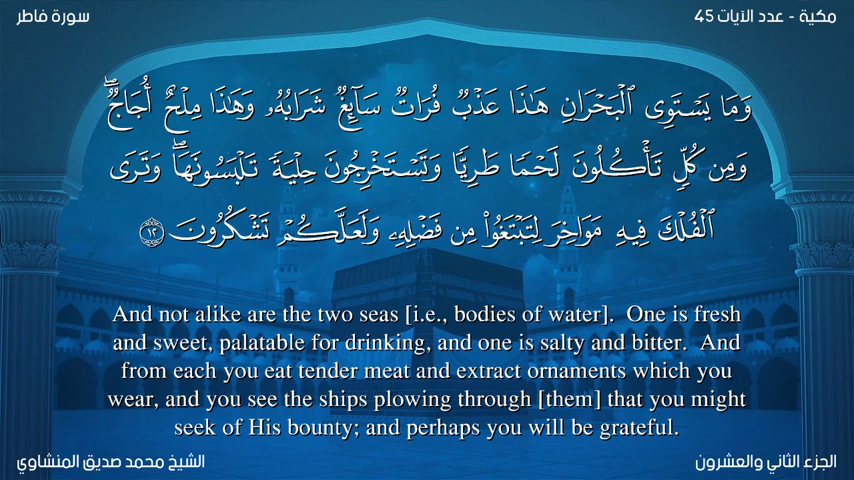 مكية - عدد الآيات 45
سورة فاطر
وَمَا يَسْتَوِى ٱلْبَحْرَانِ هَٰذَا عَذْبٌ فُرَاتٌ سَآئِغٌ شَرَابُهُۥ وَهَٰذَا مِلْحٌ أُجَاجٌ ۖ
وَمِن كُلٍّ تَأْكُلُونَ لَحْمًا طَرِيًّا وَتَسْتَخْرِجُونَ حِلْيَةً تَلْبَسُونَهَا ۖ وَتَرَى
ٱلْفُلْكَ فِيهِ مَوَاخِرَ لِتَبْتَغُوا۟ مِن فَضْلِهِۦ وَلَعَلَّكُمْ تَشْكُرُونَ ١٢
And not alike are the two seas [i.e., bodies of water].  One is fresh
and sweet, palatable for drinking, and one is salty and bitter.  And
from each you eat tender meat and extract ornaments which you
wear, and you see the ships plowing through [them] that you might
seek of His bounty; and perhaps you will be grateful.
الجزء الثاني والعشرون
الشيخ محمد صديق المنشاوي